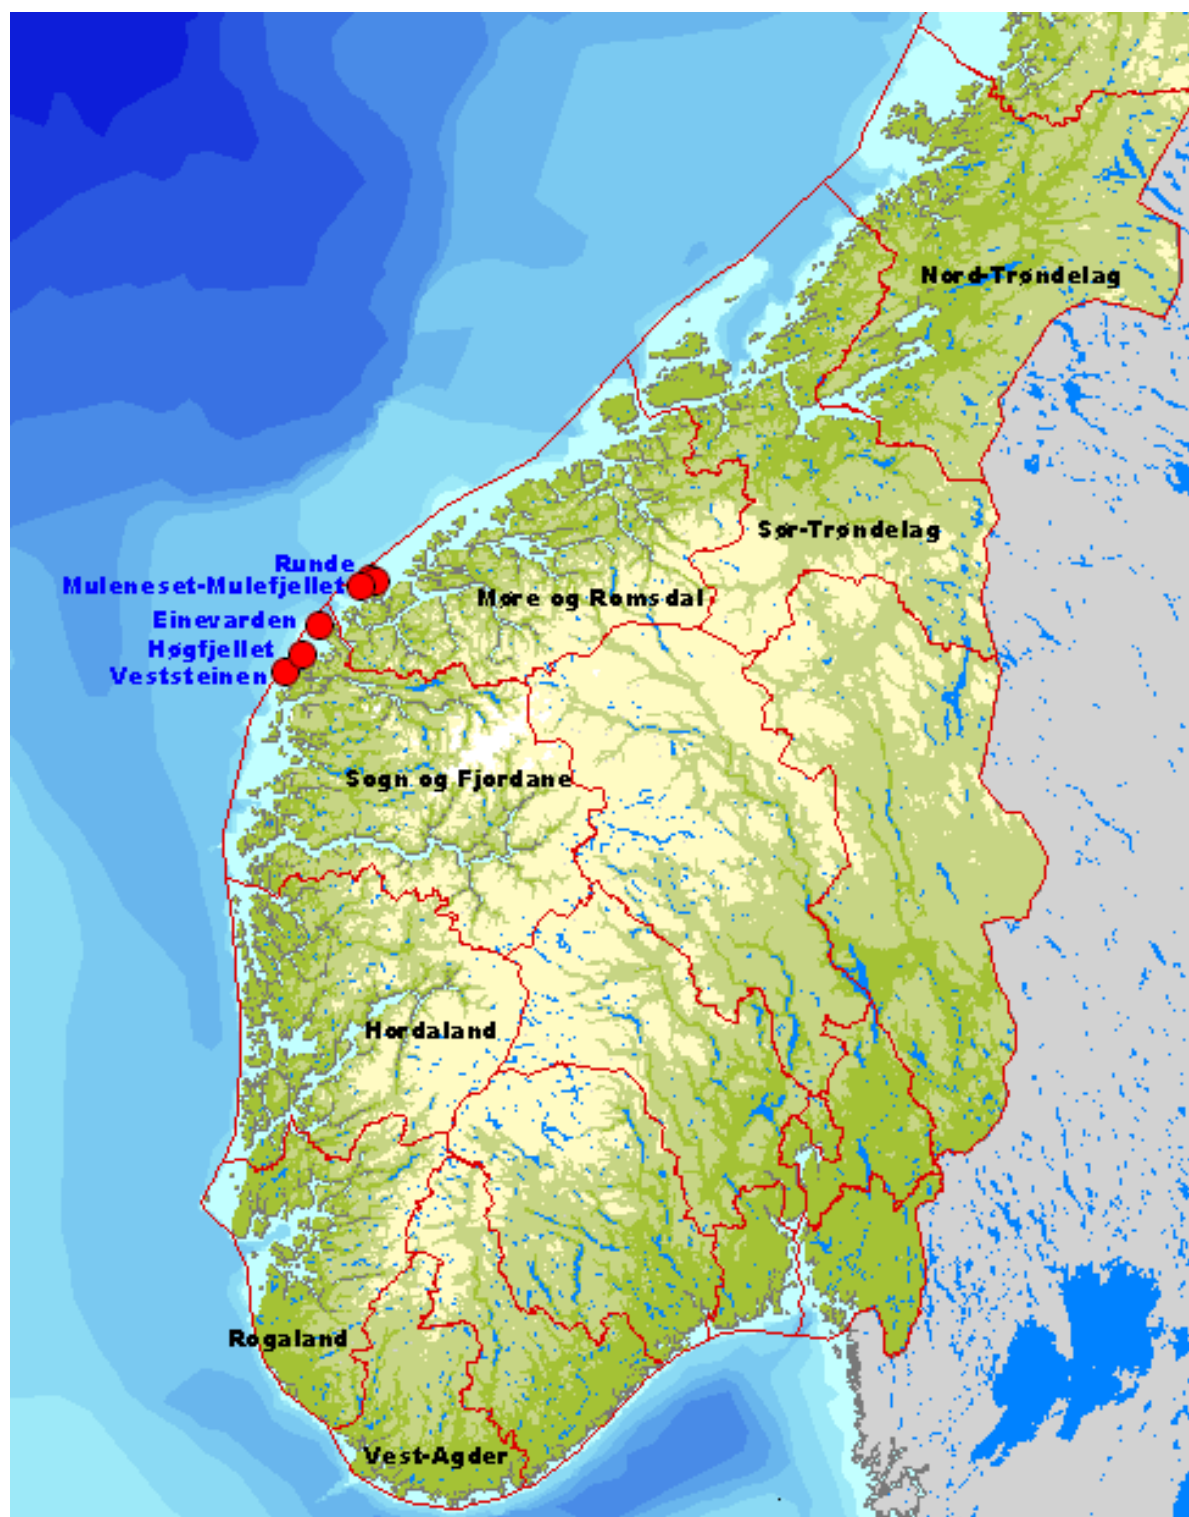 Nord-Trøndelag
Sør-Trøndelag
Runde
Muleneset-Mulefjellet
Møre og Romsdal
Einevarden
Høgfjellet
Veststeinen
Sogn og Fjordane
Hordaland
Rogaland
Vest-Agder